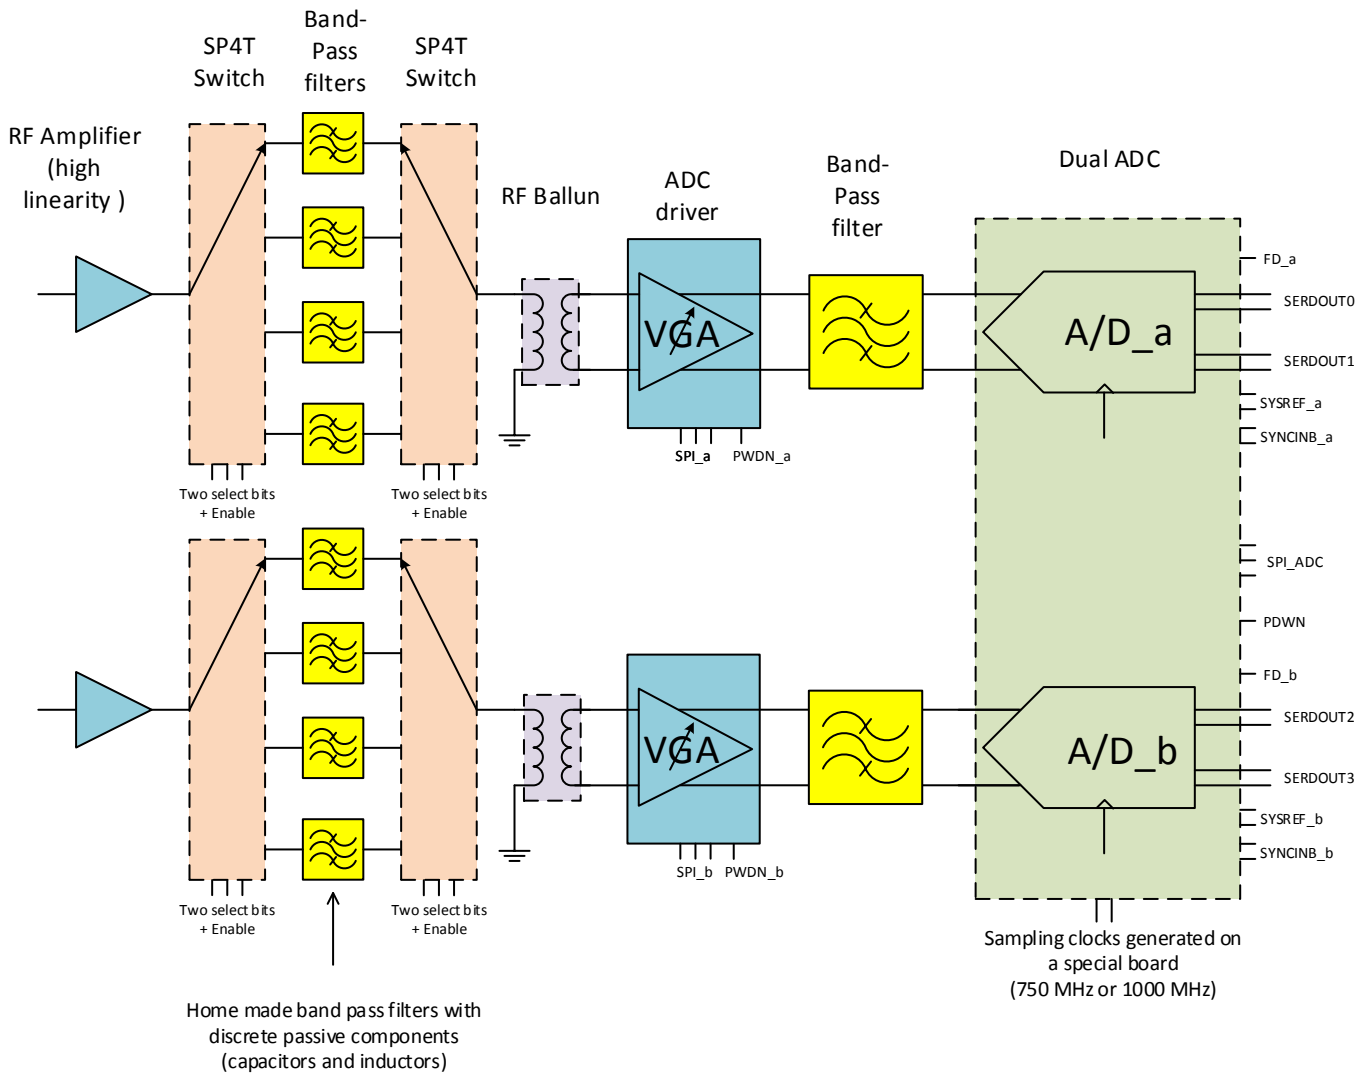 SP4T
Switch
Band-
Pass
filters
SP4T
Switch
RF Amplifier
(high
linearity )
RF Ballun
ADC
driver
Band-
Pass
filter
Dual ADC
VGA
A/D_a
FD_a
SERDOUT0
SERDOUT1
SYSREF_a
SYNCINB_a
SPI_a
PWDN_a
Two select bits
+ Enable
Two select bits
+ Enable
SPI_ADC
PDWN
FD_b
VGA
A/D_b
SERDOUT2
SERDOUT3
SYSREF_b
SYNCINB_b
SPI_b
PWDN_b
Two select bits
+ Enable
Two select bits
+ Enable
Sampling clocks generated on
a special board
(750 MHz or 1000 MHz)
Home made band pass filters with
discrete passive components
(capacitors and inductors)